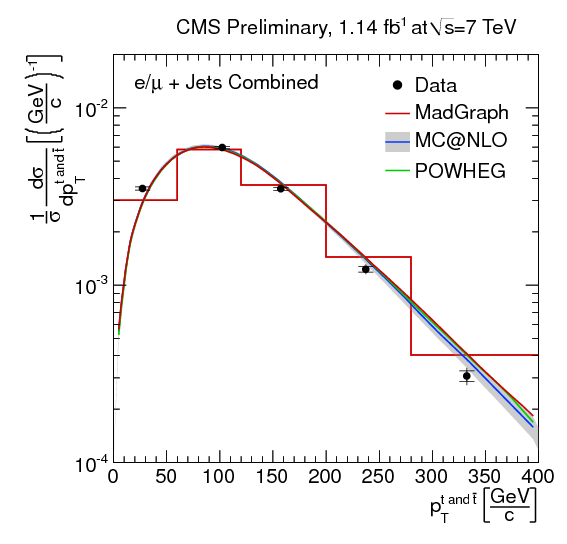 CMS Preliminary, 1.14 fb⁻¹ at √s=7 TeV
e/μ + Jets Combined
Data
MadGraph
MC@NLO
POWHEG
1/σ dσ/dp_T^{t and t̄} [(GeV/c)⁻¹]
10⁻²
10⁻³
10⁻⁴
0 50 100 150 200 250 300 350 400
p_T^{t and t̄} [GeV/c]